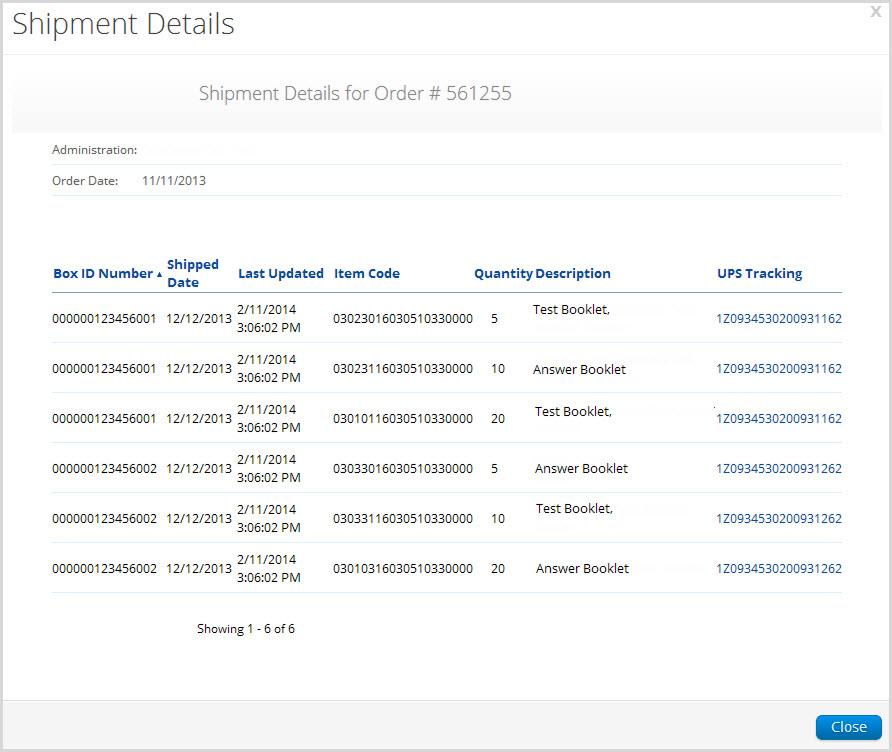 Shipment Details
X
Shipment Details for Order # 561255
Administration:
Order Date: 11/11/2013
Box ID Number ▲ Shipped Date Last Updated Item Code Quantity Description UPS Tracking
000000123456001 12/12/2013 2/11/2014 3:06:02 PM 03023016030510330000 5 Test Booklet, 1Z0934530200931162
000000123456001 12/12/2013 2/11/2014 3:06:02 PM 03023116030510330000 10 Answer Booklet 1Z0934530200931162
000000123456001 12/12/2013 2/11/2014 3:06:02 PM 03010116030510330000 20 Test Booklet, 1Z0934530200931162
000000123456002 12/12/2013 2/11/2014 3:06:02 PM 03033016030510330000 5 Answer Booklet 1Z0934530200931262
000000123456002 12/12/2013 2/11/2014 3:06:02 PM 03033116030510330000 10 Test Booklet, 1Z0934530200931262
000000123456002 12/12/2013 2/11/2014 3:06:02 PM 03010316030510330000 20 Answer Booklet 1Z0934530200931262
Showing 1 - 6 of 6
Close